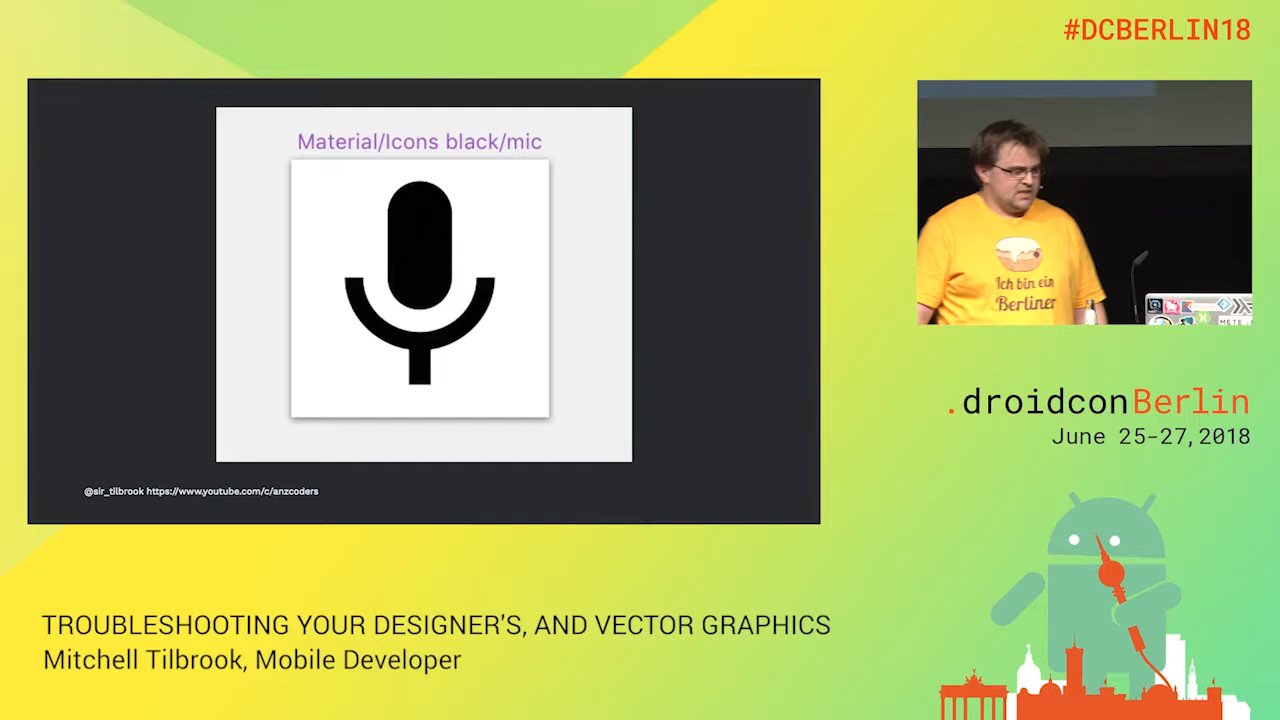 #DCBERLIN18
Material/Icons black/mic
Ich bin ein
Berliner
METE
.droidconBerlin
June 25-27, 2018
@sir_tilbrook https://www.youtube.com/c/anzcoders
TROUBLESHOOTING YOUR DESIGNER'S, AND VECTOR GRAPHICS
Mitchell Tilbrook, Mobile Developer